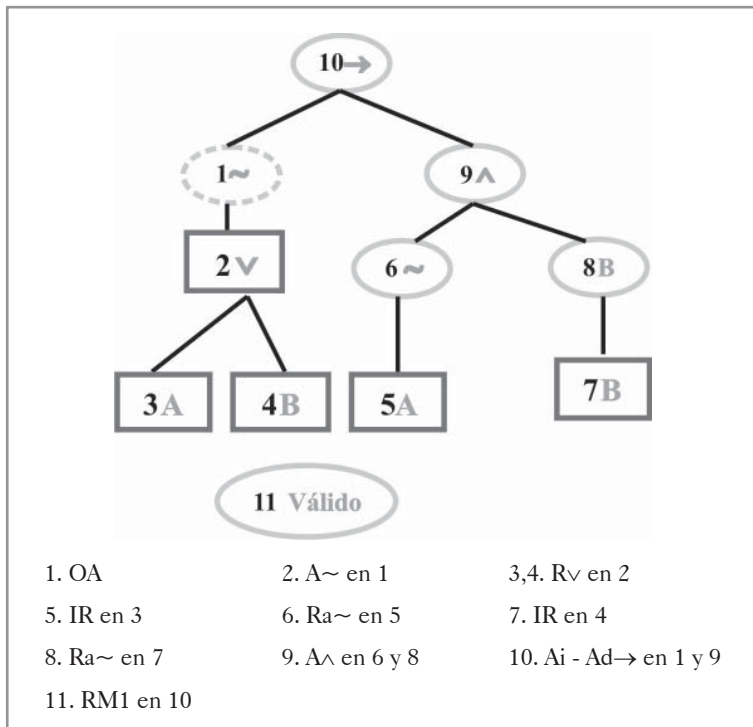 10→
1~ 9∧
2∨ 6~ 8B
3A 4B 5A 7B
11 Válido
1. OA 2. A~ en 1 3,4. R∨ en 2
5. IR en 3 6. Ra~ en 5 7. IR en 4
8. Ra~ en 7 9. A∧ en 6 y 8 10. Ai - Ad→ en 1 y 9
11. RM1 en 10